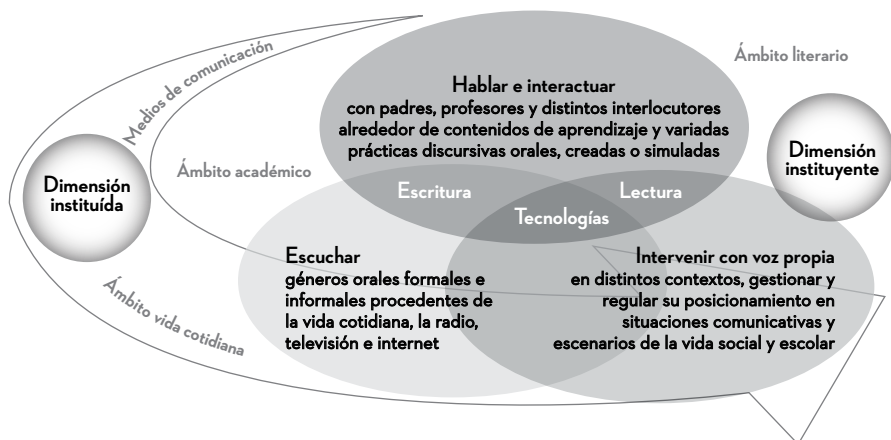 Medios de comunicación
Ámbito literario
Hablar e interactuar
con padres, profesores y distintos interlocutores
alrededor de contenidos de aprendizaje y variadas
prácticas discursivas orales, creadas o simuladas
Dimensión
instituída
Ámbito académico
Dimensión
instituyente
Escritura
Lectura
Tecnologías
Escuchar
géneros orales formales e
informales procedentes de
la vida cotidiana, la radio,
televisión e internet
Intervenir con voz propia
en distintos contextos, gestionar y
regular su posicionamiento en
situaciones comunicativas y
escenarios de la vida social y escolar
Ámbito vida cotidiana